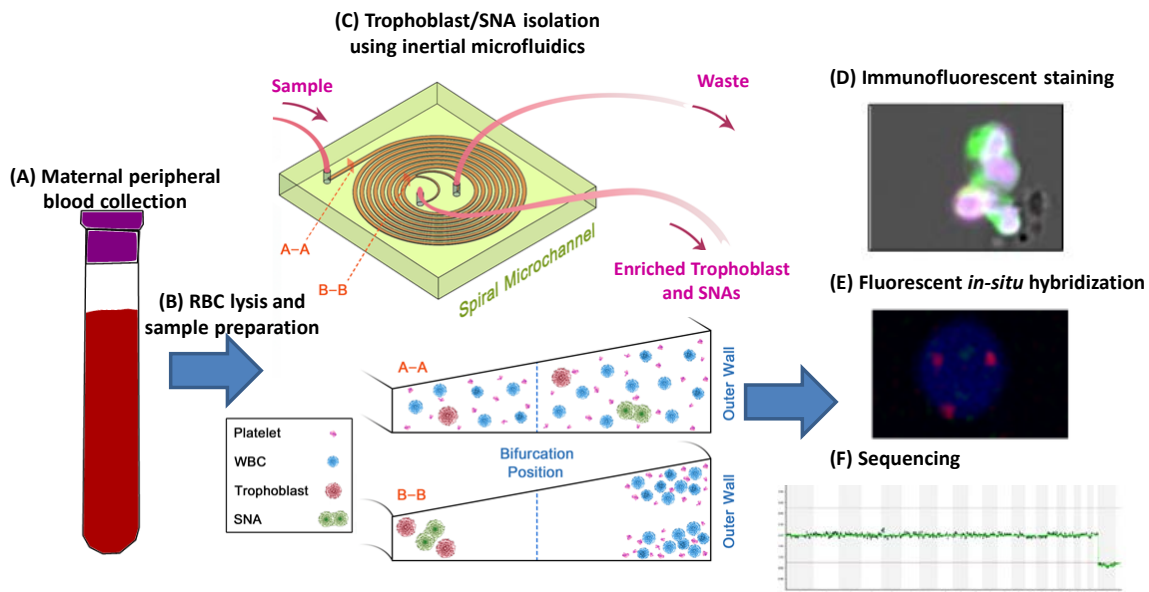 (A) Maternal peripheral
blood collection
(B) RBC lysis and
sample preparation
(C) Trophoblast/SNA isolation
using inertial microfluidics
Sample
Waste
A–A
B–B
Spiral Microchannel
Enriched Trophoblast
and SNAs
A–A
Outer Wall
Bifurcation
Position
B–B
Outer Wall
Platelet
WBC
Trophoblast
SNA
(D) Immunofluorescent staining
(E) Fluorescent in-situ hybridization
(F) Sequencing